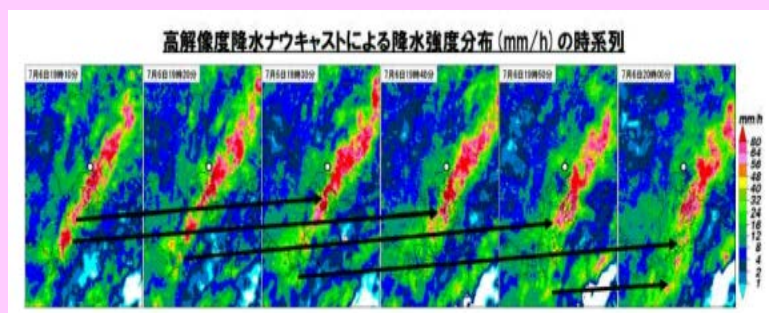 高解像度降水ナウキャストによる降水強度分布(mm/h)の時系列
7月6日19時10分
7月6日19時20分
7月6日19時30分
7月6日19時40分
7月6日19時50分
7月6日20時00分
mm/h
80
64
56
48
40
32
24
16
12
8
4
2
1